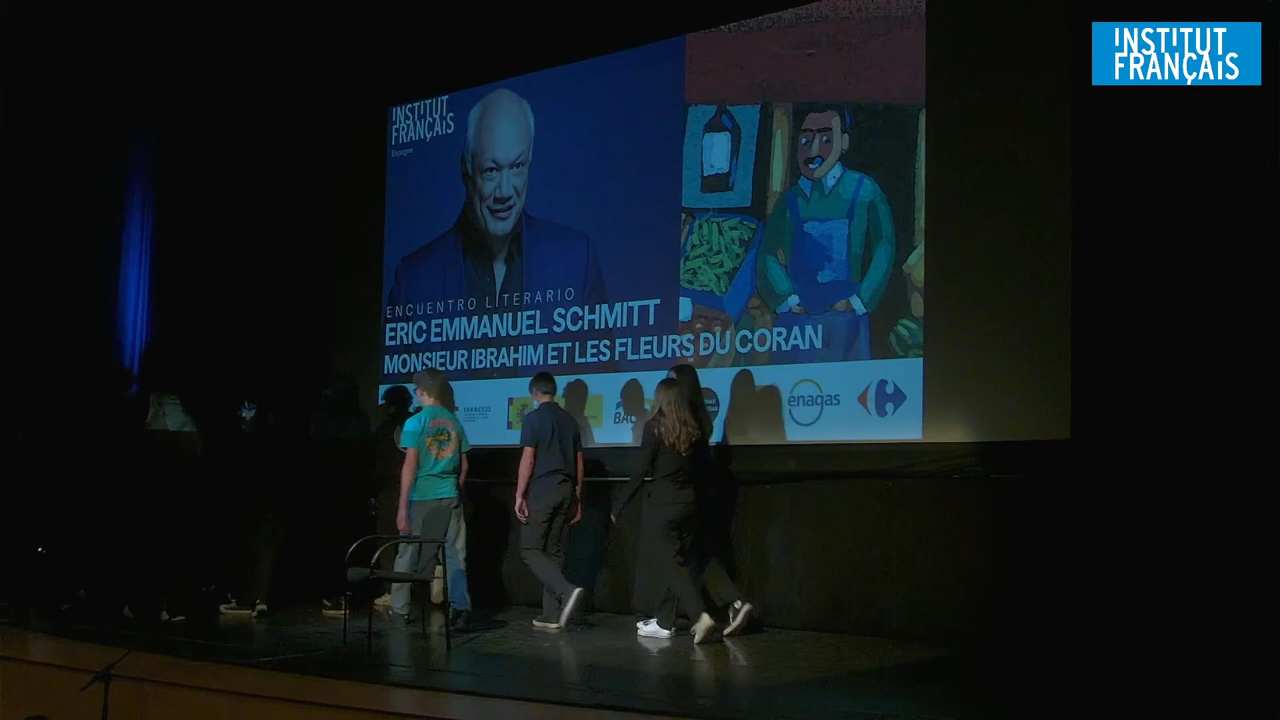 INSTITUT
FRANÇAIS
INSTITUT
FRANÇAIS
Espagne
ENCUENTRO LITERARIO
ERIC EMMANUEL SCHMITT
MONSIEUR IBRAHIM ET LES FLEURS DU CORAN
enagas